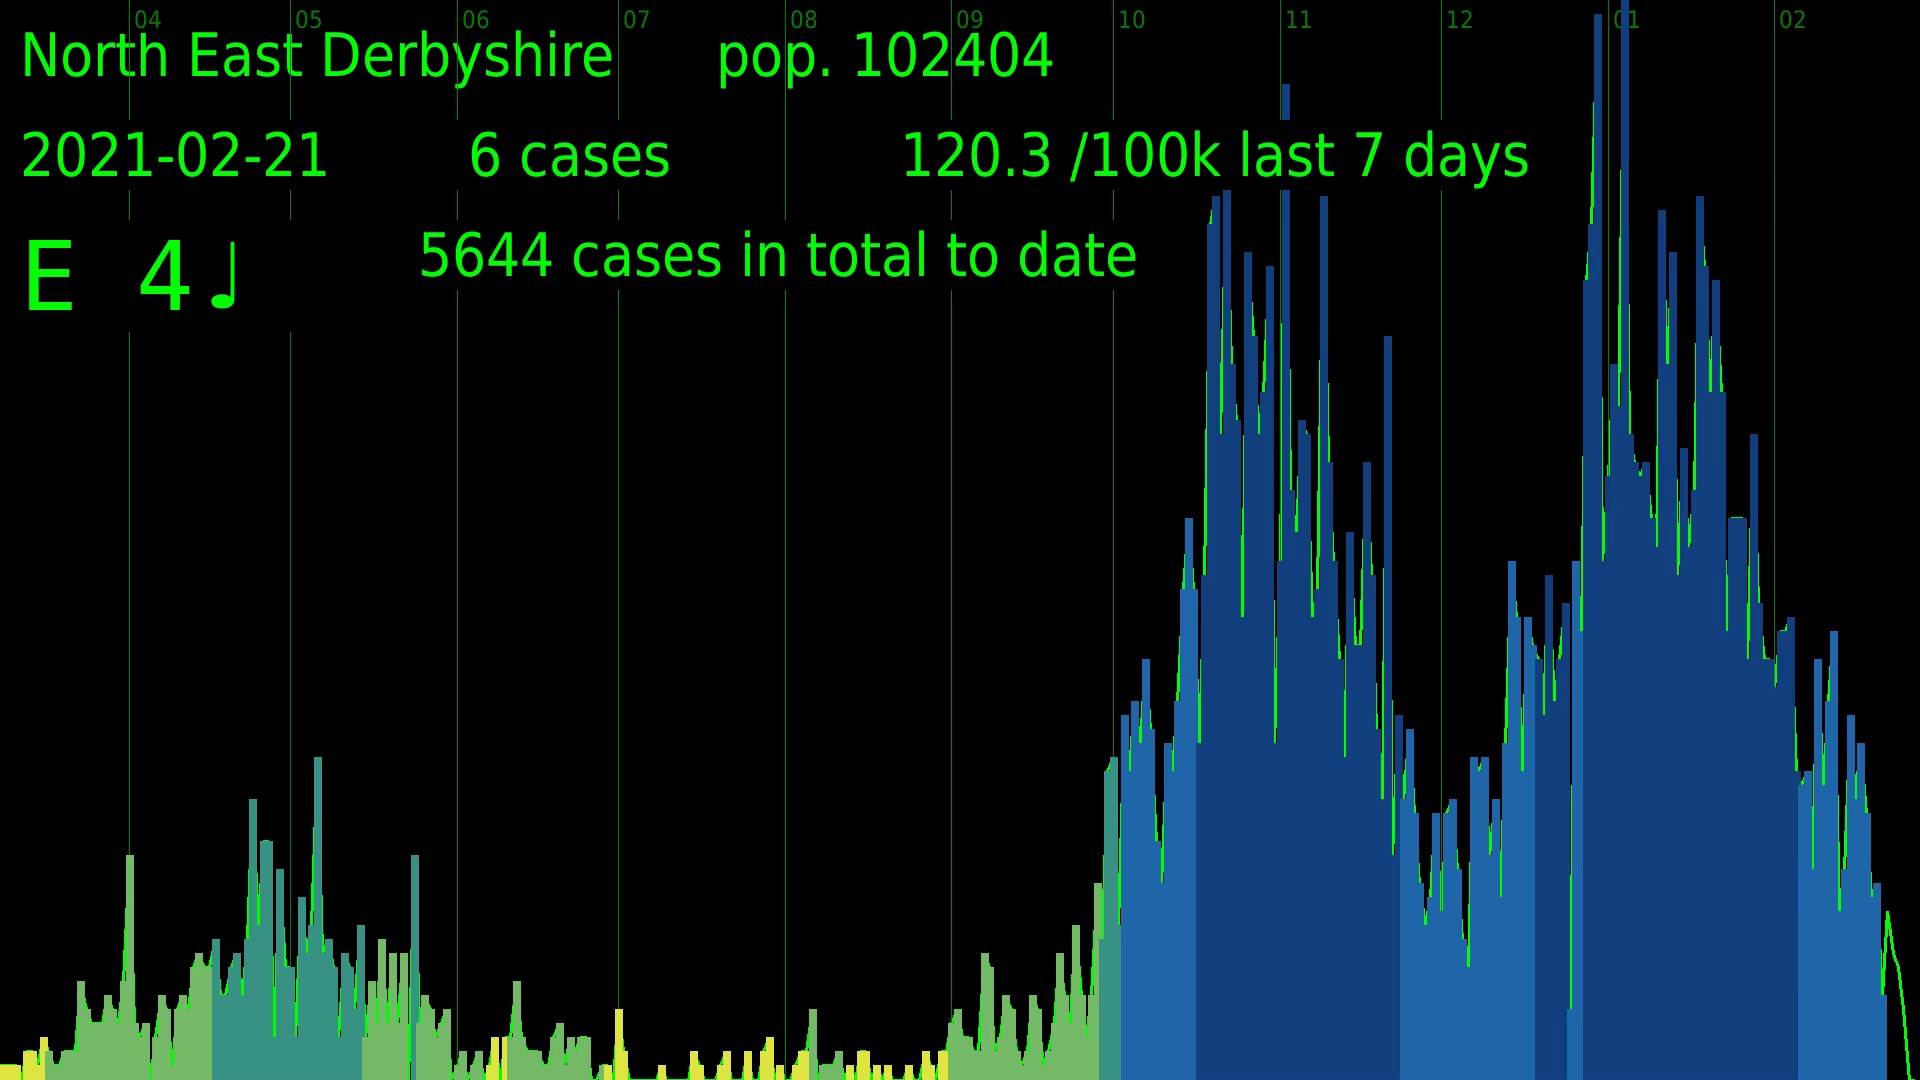 04 05 06 07 08 09 10 11 12 01 02
North East Derbyshire pop. 102404
2021-02-21 6 cases 120.3 /100k last 7 days
E 4♩ 5644 cases in total to date